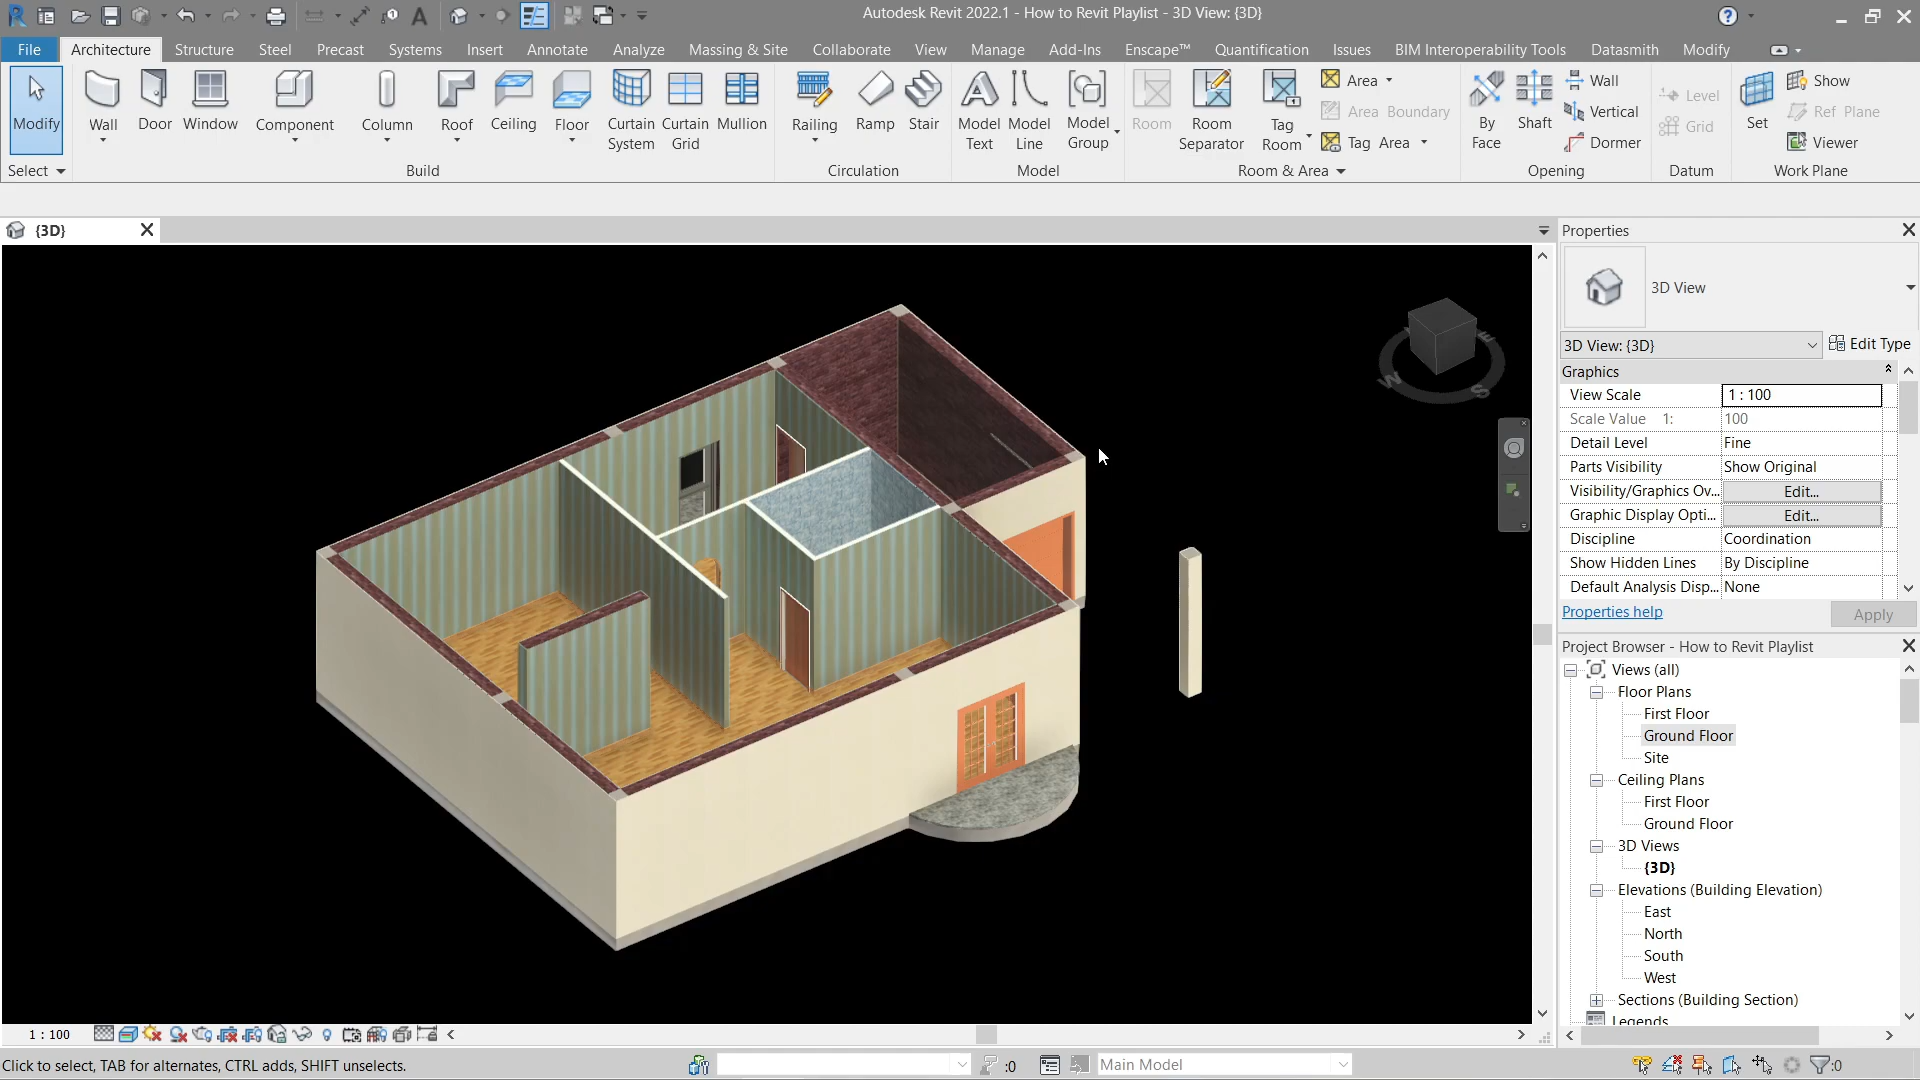 Autodesk Revit 2022.1 - How to Revit Playlist - 3D View: {3D}
File Architecture Structure Steel Precast Systems Insert Annotate Analyze Massing & Site Collaborate View Manage Add-Ins Enscape™ Quantification Issues BIM Interoperability Tools Datasmith Modify
Modify Wall Door Window Component Column Roof Ceiling Floor Curtain System Curtain Grid Mullion Railing Ramp Stair Model Text Model Line Model Group Room Room Separator Tag Room
Area
Area Boundary
Tag Area
By Face Shaft
Wall
Vertical
Dormer
Level
Grid
Set
Show
Ref Plane
Viewer
Select Build Circulation Model Room & Area Opening Datum Work Plane
{3D}
W
S
E
Properties
3D View
3D View: {3D} Edit Type
Graphics
View Scale 1 : 100
Scale Value 1: 100
Detail Level Fine
Parts Visibility Show Original
Visibility/Graphics Ov... Edit...
Graphic Display Opti... Edit...
Discipline Coordination
Show Hidden Lines By Discipline
Default Analysis Disp... None
Properties help Apply
Project Browser - How to Revit Playlist
Views (all)
Floor Plans
First Floor
Ground Floor
Site
Ceiling Plans
First Floor
Ground Floor
3D Views
{3D}
Elevations (Building Elevation)
East
North
South
West
Sections (Building Section)
Legends
1 : 100
Click to select, TAB for alternates, CTRL adds, SHIFT unselects. :0 Main Model :0